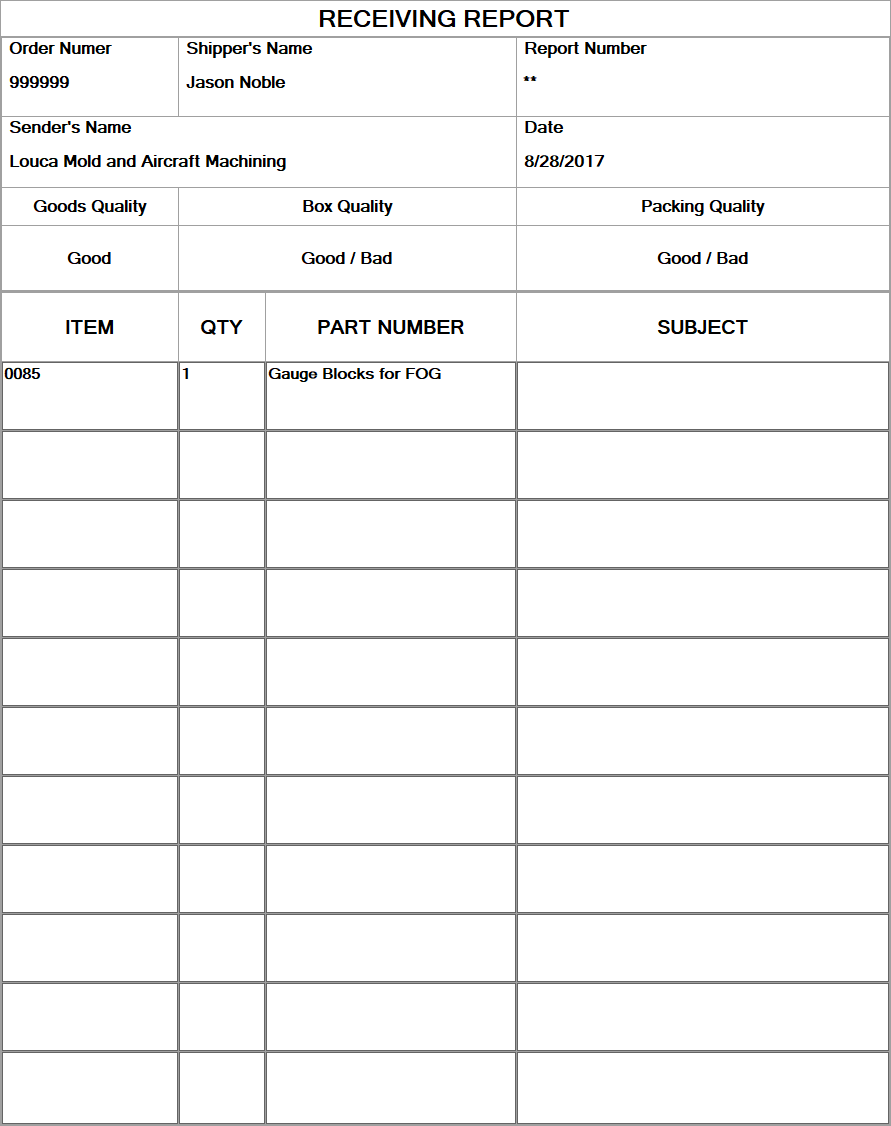 RECEIVING REPORT
Order Numer Shipper's Name Report Number
999999 Jason Noble **
Sender's Name Date
Louca Mold and Aircraft Machining 8/28/2017
Goods Quality Box Quality Packing Quality
Good Good / Bad Good / Bad
ITEM QTY PART NUMBER SUBJECT
0085 1 Gauge Blocks for FOG